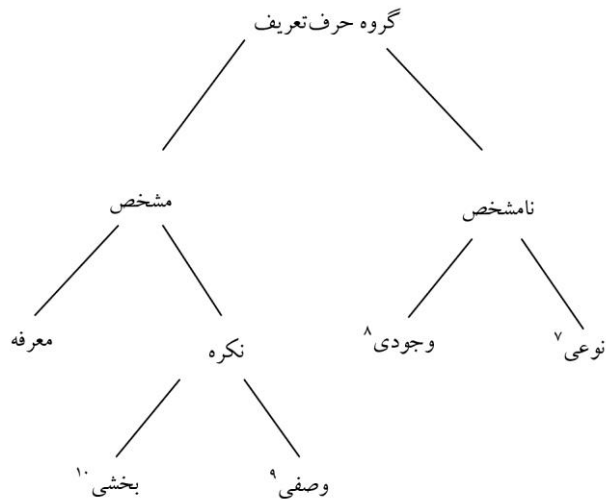 گروه حرف‌تعریف
نامشخص مشخص
نوعی۷ وجودی۸ نکره معرفه
وصفی۹ بخشی۱۰